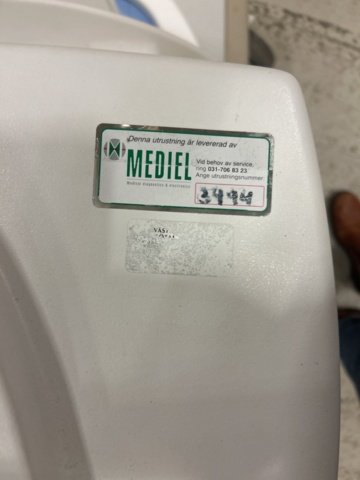 Denna utrustning är levererad av
MEDIEL
Medical diagnostics & electronics
Vid behov av service,
ring 031-706 83 23.
Ange utrustningsnummer:
VÄST